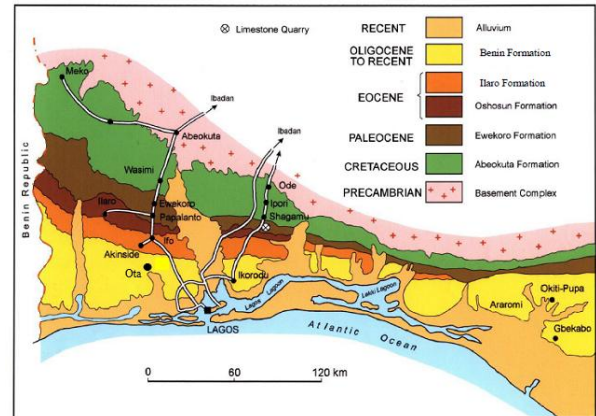 Limestone Quarry
RECENT
Alluvium
OLIGOCENE
TO RECENT
Benin Formation
EOCENE
Ilaro Formation
Oshosun Formation
PALEOCENE
Ewekoro Formation
CRETACEOUS
Abeokuta Formation
PRECAMBRIAN
Basement Complex
Meko
Ibadan
Abeokuta
Ibadan
Wasimi
Ode
Ipori
Shagamu
Benin Republic
Ilaro
Ewekoro
Papalanto
Ifo
Akinside
Ota
Ikorodu
Lagos Lagoon
Lekki Lagoon
Okiti-Pupa
Araromi
Gbekabo
LAGOS
Atlantic Ocean
0 60 120 km